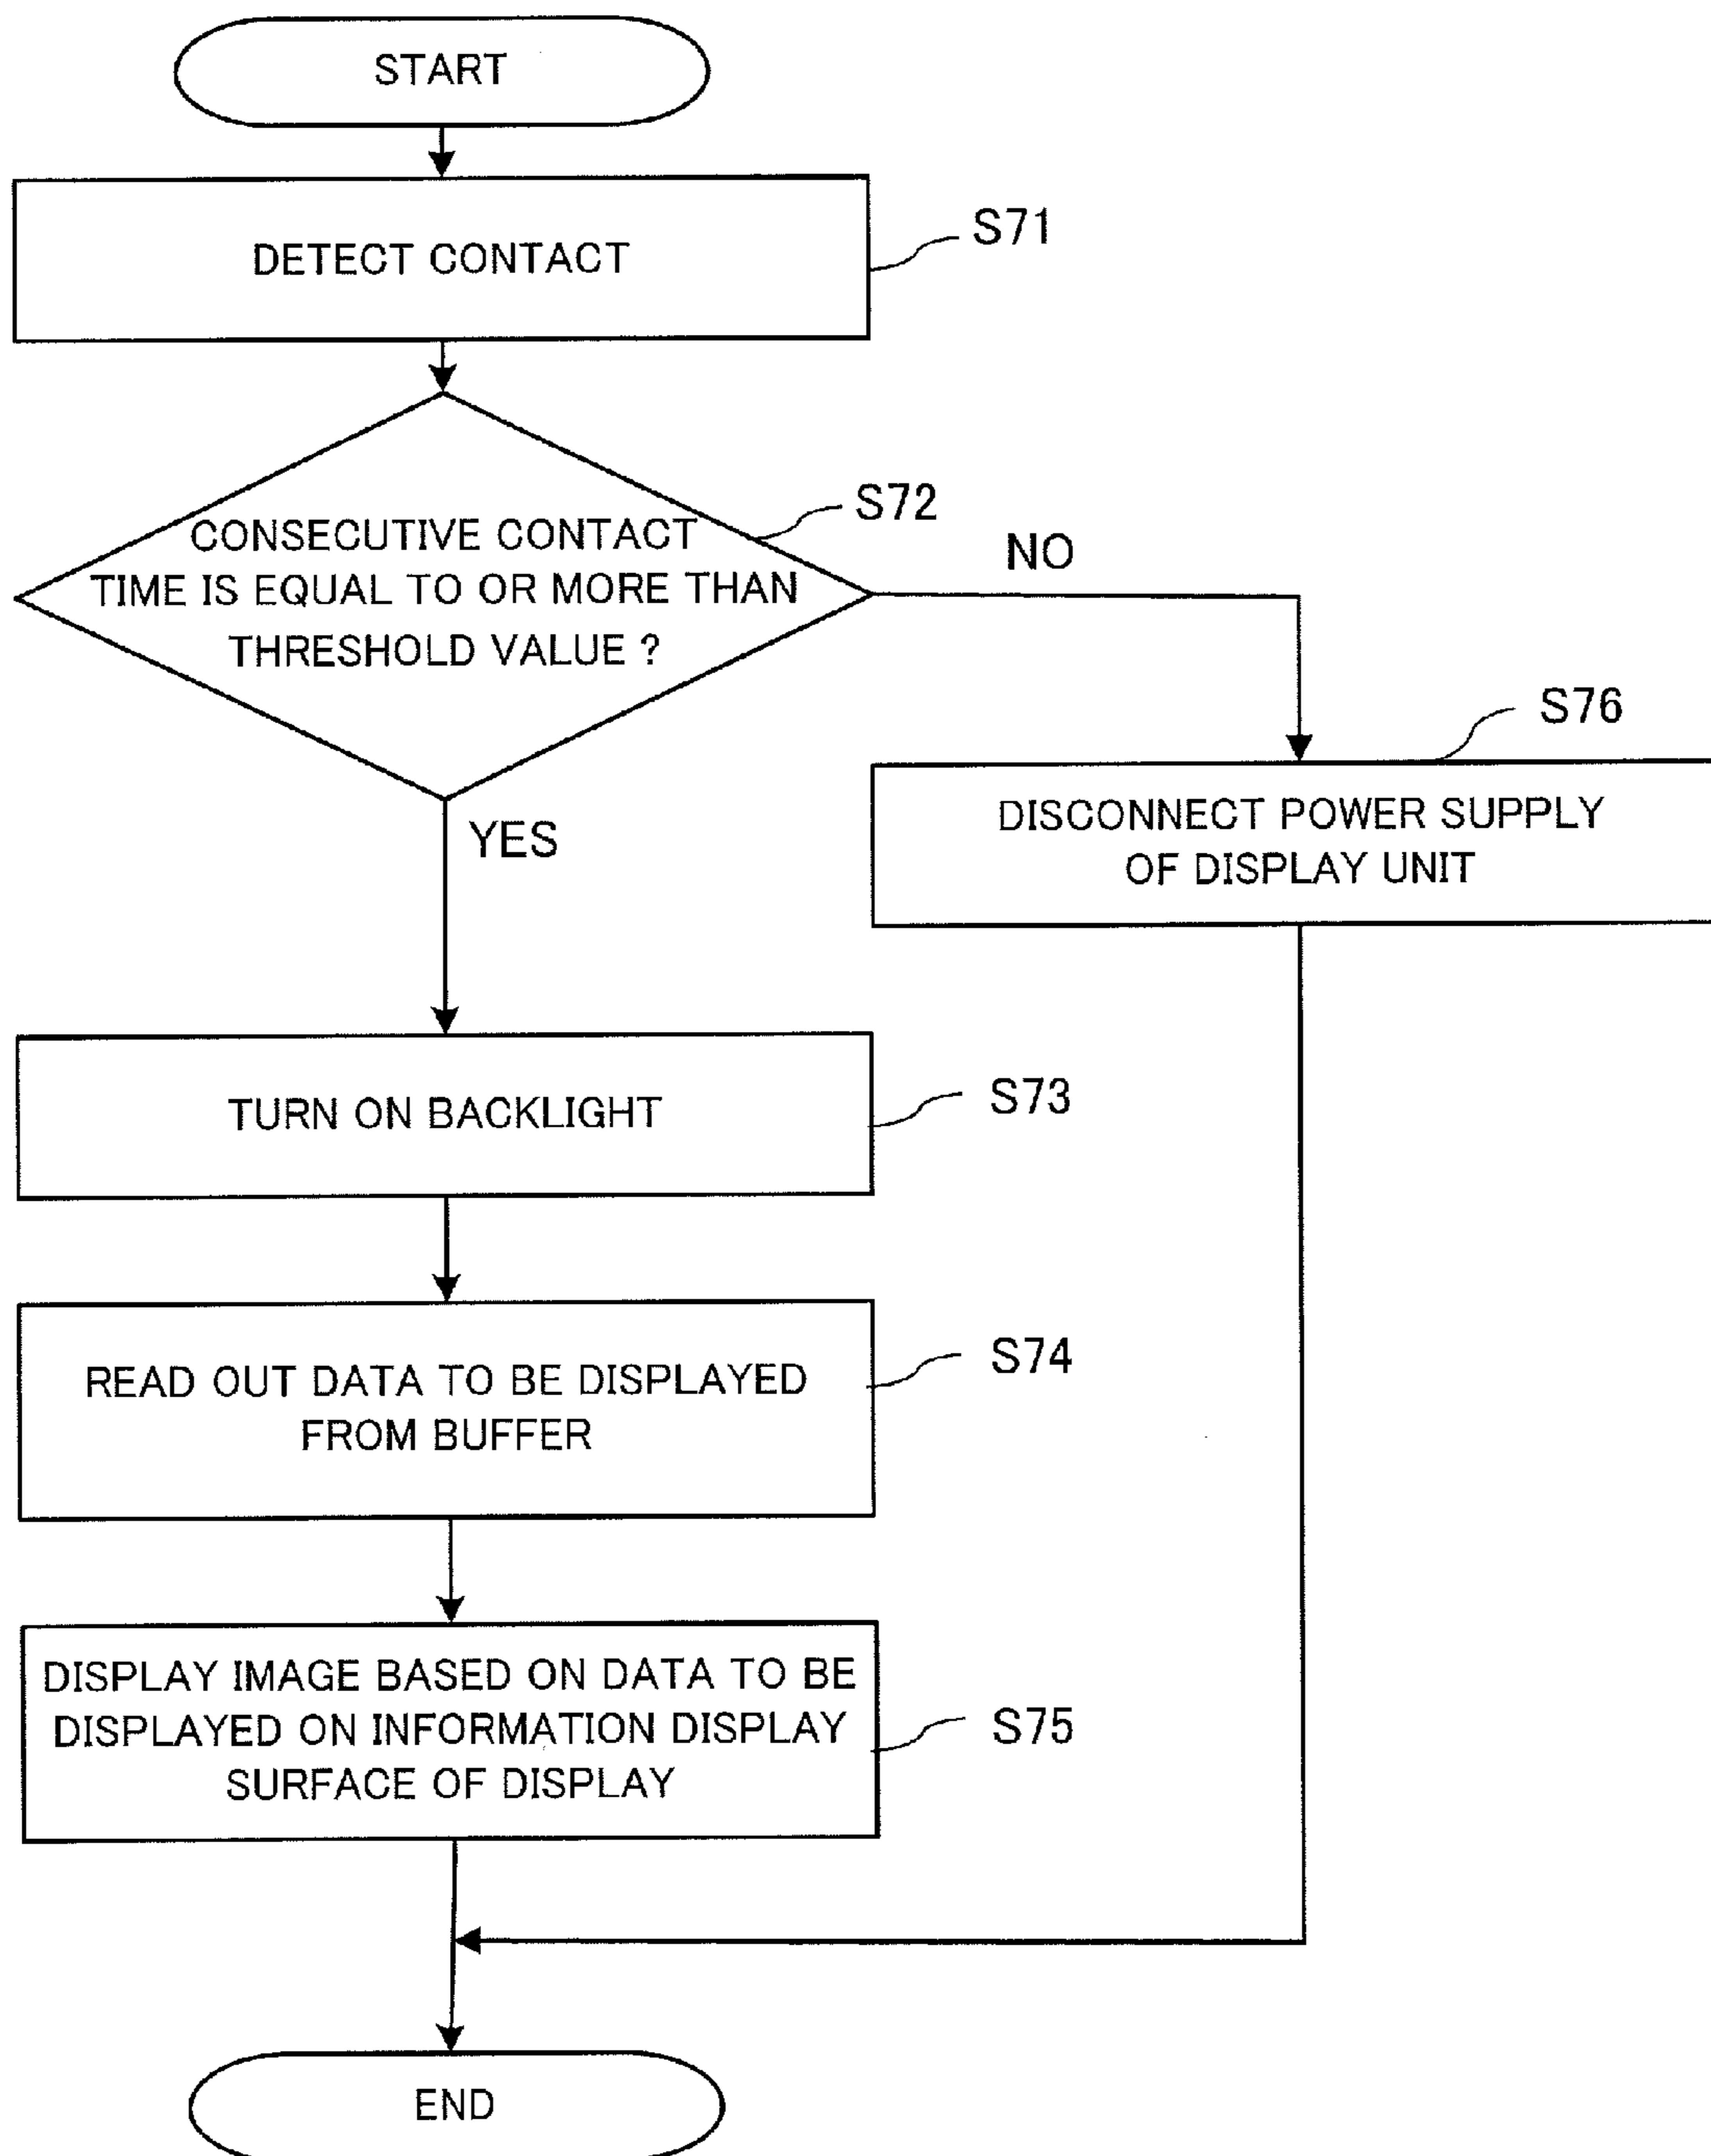 START
DETECT CONTACT
S71
CONSECUTIVE CONTACT
TIME IS EQUAL TO OR MORE THAN
THRESHOLD VALUE ?
S72
NO
YES
S76
DISCONNECT POWER SUPPLY
OF DISPLAY UNIT
TURN ON BACKLIGHT
S73
READ OUT DATA TO BE DISPLAYED
FROM BUFFER
S74
DISPLAY IMAGE BASED ON DATA TO BE
DISPLAYED ON INFORMATION DISPLAY
SURFACE OF DISPLAY
S75
END